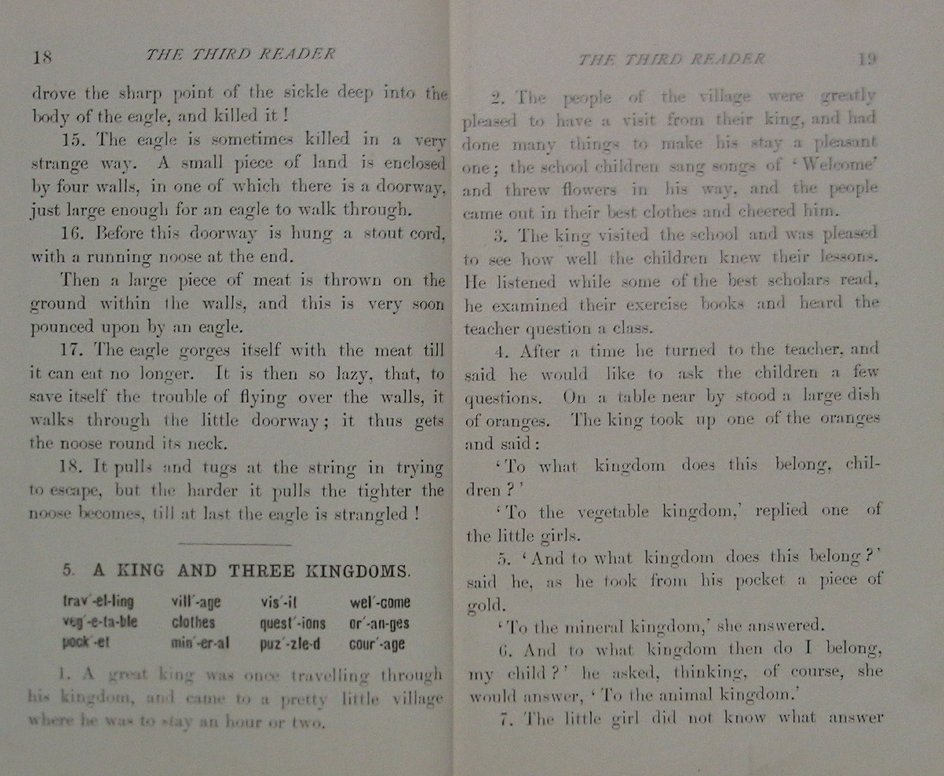 18 THE THIRD READER
drove the sharp point of the sickle deep into the
body of the eagle, and killed it !
15. The eagle is sometimes killed in a very
strange way. A small piece of land is enclosed
by four walls, in one of which there is a doorway,
just large enough for an eagle to walk through.
16. Before this doorway is hung a stout cord,
with a running noose at the end.
Then a large piece of meat is thrown on the
ground within the walls, and this is very soon
pounced upon by an eagle.
17. The eagle gorges itself with the meat till
it can eat no longer. It is then so lazy, that, to
save itself the trouble of flying over the walls, it
walks through the little doorway ; it thus gets
the noose round its neck.
18. It pulls and tugs at the string in trying
to escape, but the harder it pulls the tighter the
noose becomes, till at last the eagle is strangled !
5. A KING AND THREE KINGDOMS.
trav´-el-ling vill´-age vis´-it wel´-come
veg´-e-ta-ble clothes quest´-ions or´-an-ges
pock´-et min´-er-al puz´-zle-d cour´-age
1. A great king was once travelling through
his kingdom, and came to a pretty little village
where he was to stay an hour or two.
THE THIRD READER 19
2. The people of the village were greatly
pleased to have a visit from their king, and had
done many things to make his stay a pleasant
one ; the school children sang songs of ‘ Welcome’
and threw flowers in his way, and the people
came out in their best clothes and cheered him.
3. The king visited the school and was pleased
to see how well the children knew their lessons.
He listened while some of the best scholars read,
he examined their exercise books and heard the
teacher question a class.
4. After a time he turned to the teacher, and
said he would like to ask the children a few
questions. On a table near by stood a large dish
of oranges. The king took up one of the oranges
and said :
‘ To what kingdom does this belong, chil-
dren ? ’
‘ To the vegetable kingdom,’ replied one of
the little girls.
5. ‘ And to what kingdom does this belong ? ’
said he, as he took from his pocket a piece of
gold.
‘ To the mineral kingdom,’ she answered.
6. And to what kingdom then do I belong,
my child ? ’ he asked, thinking, of course, she
would answer, ‘ To the animal kingdom.’
7. The little girl did not know what answer